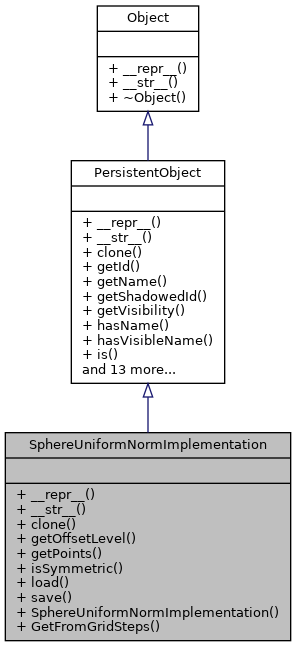 Object
+ __repr__()
+ __str__()
+ ~Object()
PersistentObject
+ __repr__()
+ __str__()
+ clone()
+ getId()
+ getName()
+ getShadowedId()
+ getVisibility()
+ hasName()
+ hasVisibleName()
+ is()
and 13 more...
SphereUniformNormImplementation
+ __repr__()
+ __str__()
+ clone()
+ getOffsetLevel()
+ getPoints()
+ isSymmetric()
+ load()
+ save()
+ SphereUniformNormImplementation()
+ GetFromGridSteps()